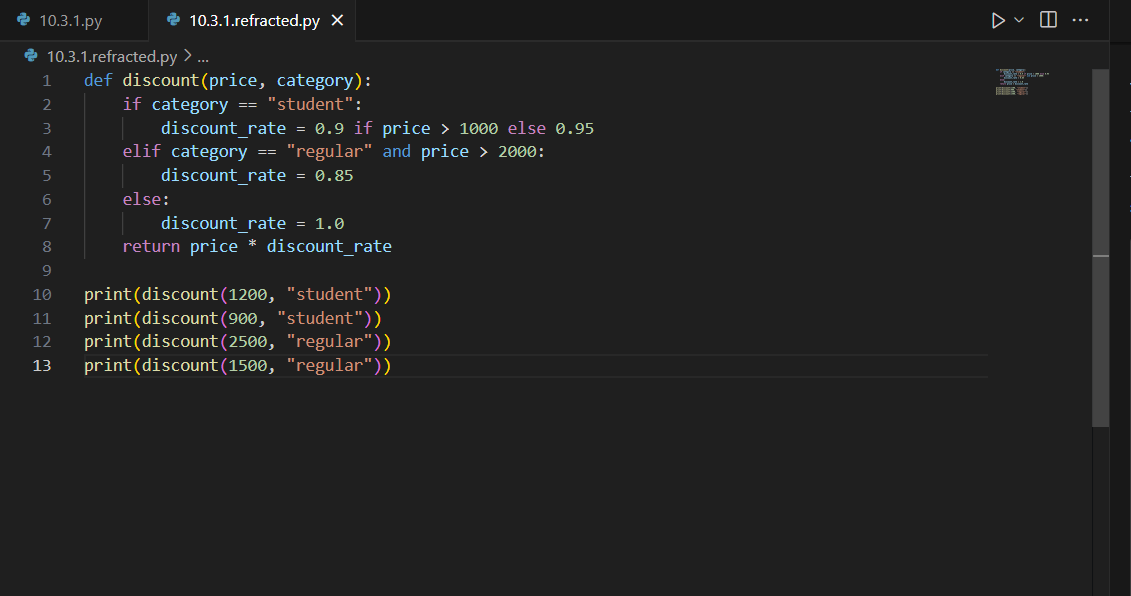 10.3.1.py 10.3.1.refracted.py
10.3.1.refracted.py > ...
1 def discount(price, category):
2 if category == "student":
3 discount_rate = 0.9 if price > 1000 else 0.95
4 elif category == "regular" and price > 2000:
5 discount_rate = 0.85
6 else:
7 discount_rate = 1.0
8 return price * discount_rate
9
10 print(discount(1200, "student"))
11 print(discount(900, "student"))
12 print(discount(2500, "regular"))
13 print(discount(1500, "regular"))